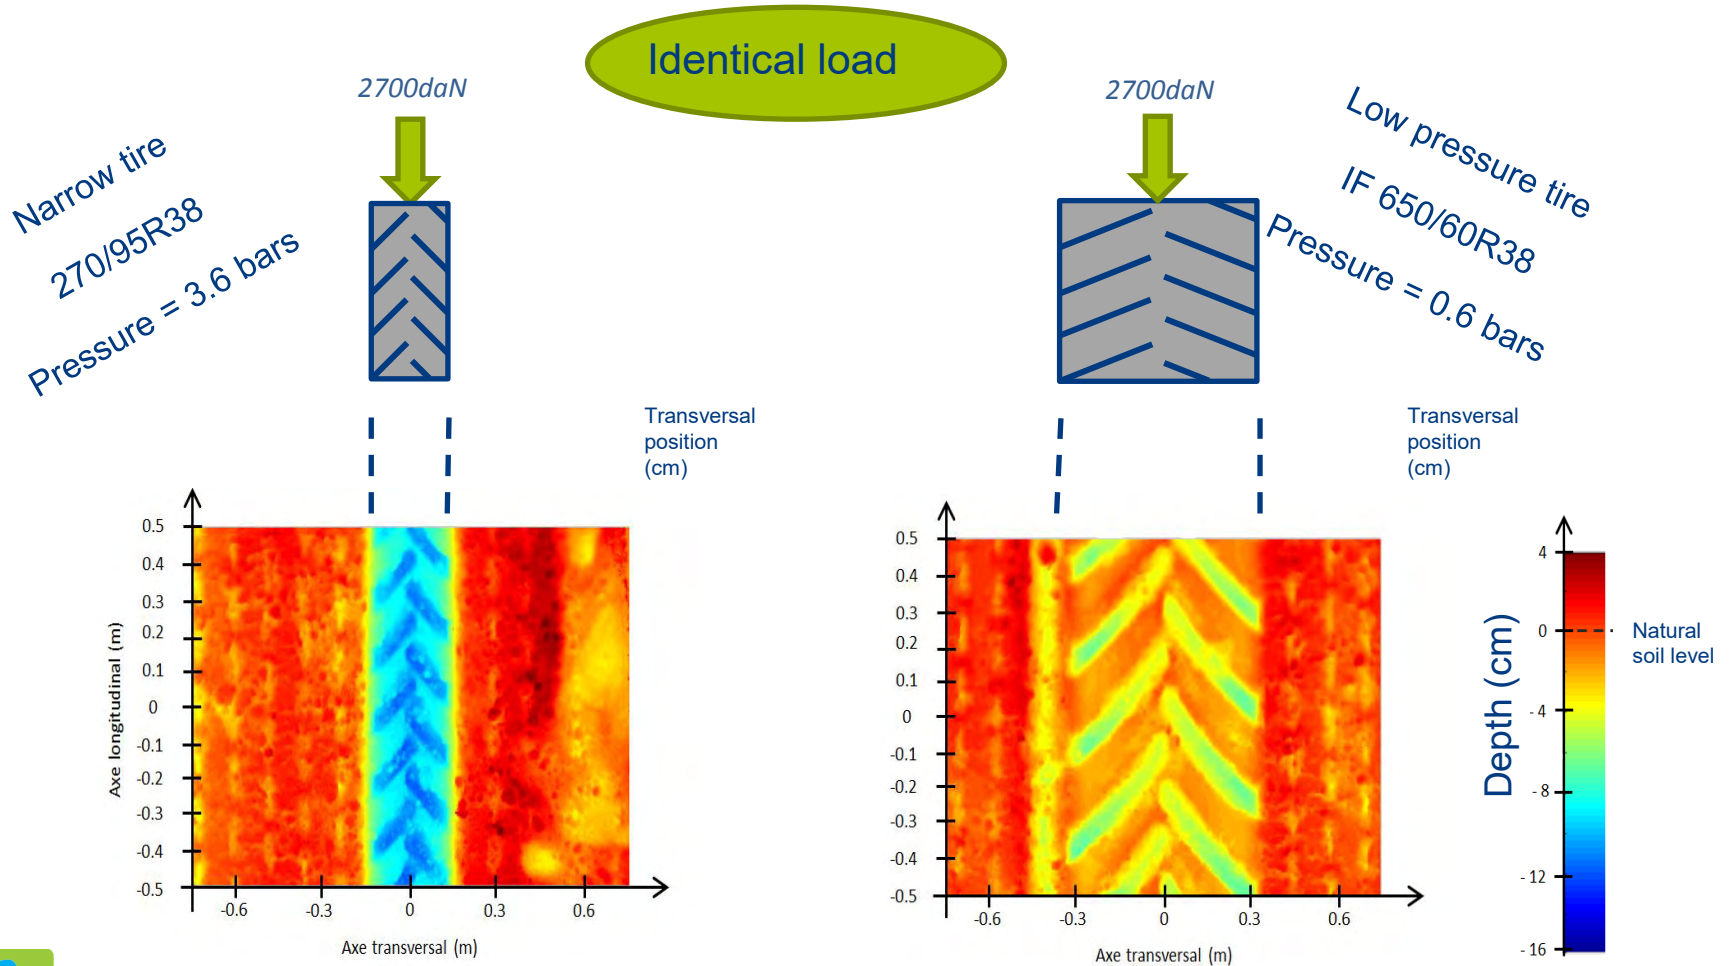 Identical load
2700daN
2700daN
Narrow tire
270/95R38
Pressure = 3.6 bars
Low pressure tire
IF 650/60R38
Pressure = 0.6 bars
Transversal
position
(cm)
Transversal
position
(cm)
Axe longitudinal (m)
0.5
0.4
0.3
0.2
0.1
0
-0.1
-0.2
-0.3
-0.4
-0.5
-0.6
-0.3
0
0.3
0.6
Axe transversal (m)
0.5
0.4
0.3
0.2
0.1
0
-0.1
-0.2
-0.3
-0.4
-0.5
-0.6
-0.3
0
0.3
0.6
Axe transversal (m)
Depth (cm)
4
0
- 4
- 8
- 12
- 16
Natural
soil level